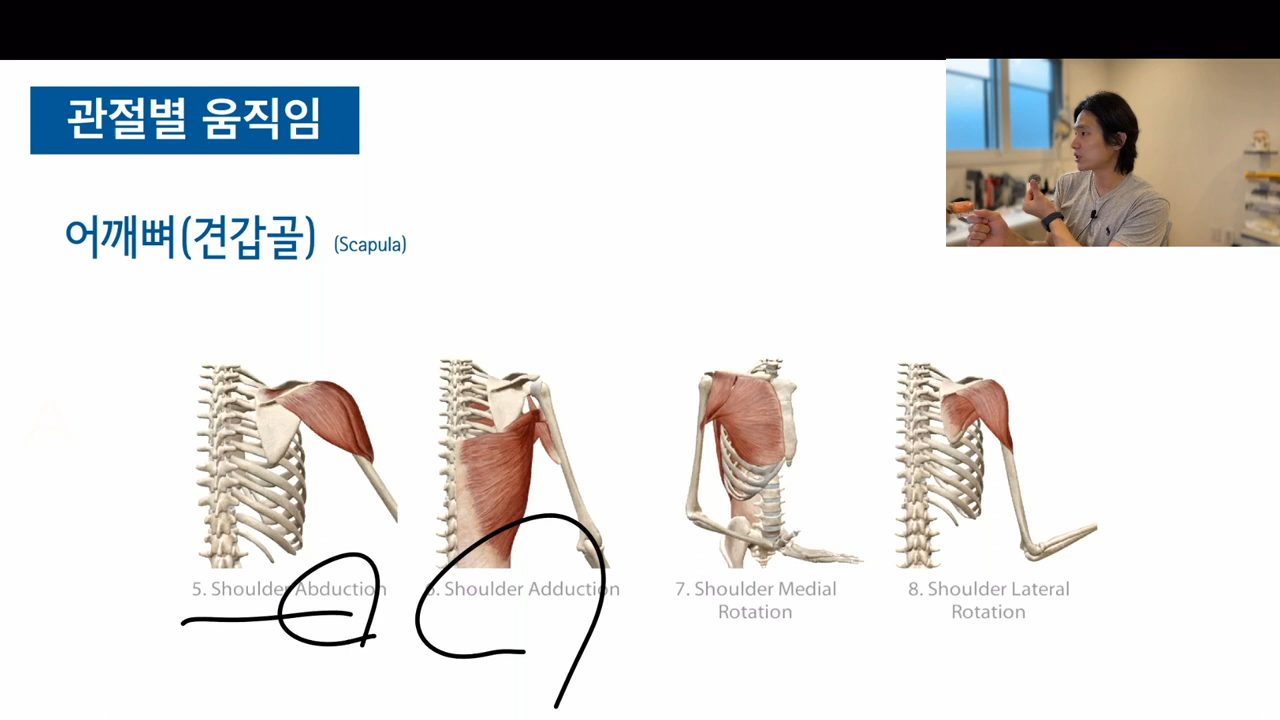 관절별 움직임
어깨뼈(견갑골) (Scapula)
5. Shoulder Abduction
6. Shoulder Adduction
7. Shoulder Medial
Rotation
8. Shoulder Lateral
Rotation